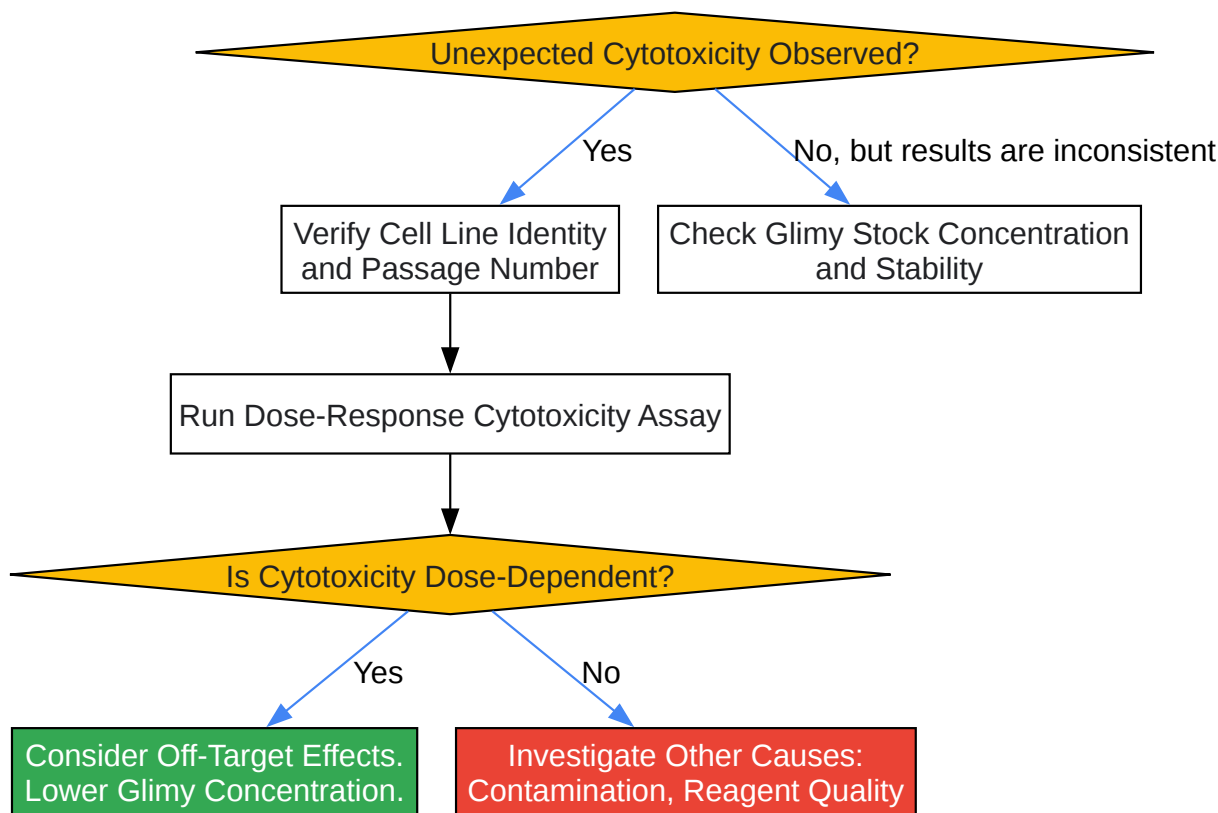 Unexpected Cytotoxicity Observed?
Yes
No, but results are inconsistent
Verify Cell Line Identity
and Passage Number
Check Glimy Stock Concentration
and Stability
Run Dose-Response Cytotoxicity Assay
Is Cytotoxicity Dose-Dependent?
Yes
No
Consider Off-Target Effects.
Lower Glimy Concentration.
Investigate Other Causes:
Contamination, Reagent Quality